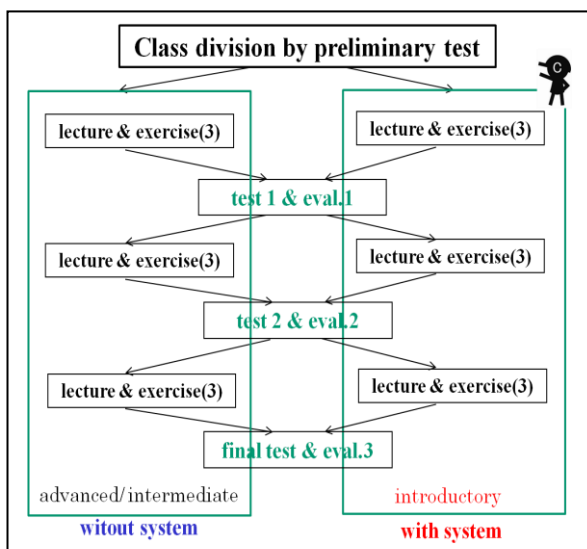 Class division by preliminary test
C
lecture & exercise(3)
lecture & exercise(3)
test 1 & eval.1
lecture & exercise(3)
lecture & exercise(3)
test 2 & eval.2
lecture & exercise(3)
lecture & exercise(3)
final test & eval.3
advanced/ intermediate
introductory
witout system
with system